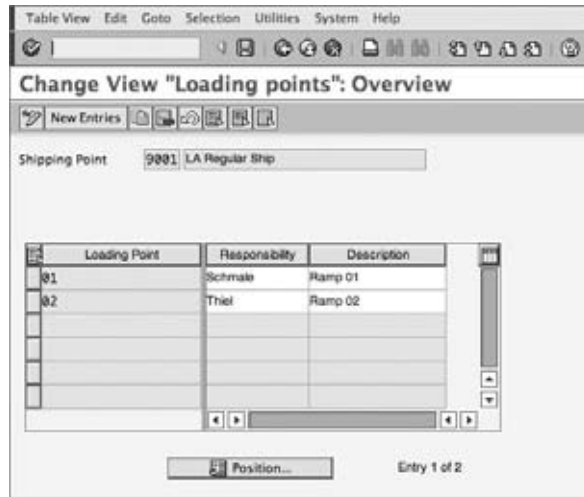 Table View Edit Goto Selection Utilities System Help
Change View "Loading points": Overview
New Entries
Shipping Point 9001 LA Regular Ship
Loading Point Responsibility Description
01 Schmale Ramp 01
02 Thiel Ramp 02
Position... Entry 1 of 2